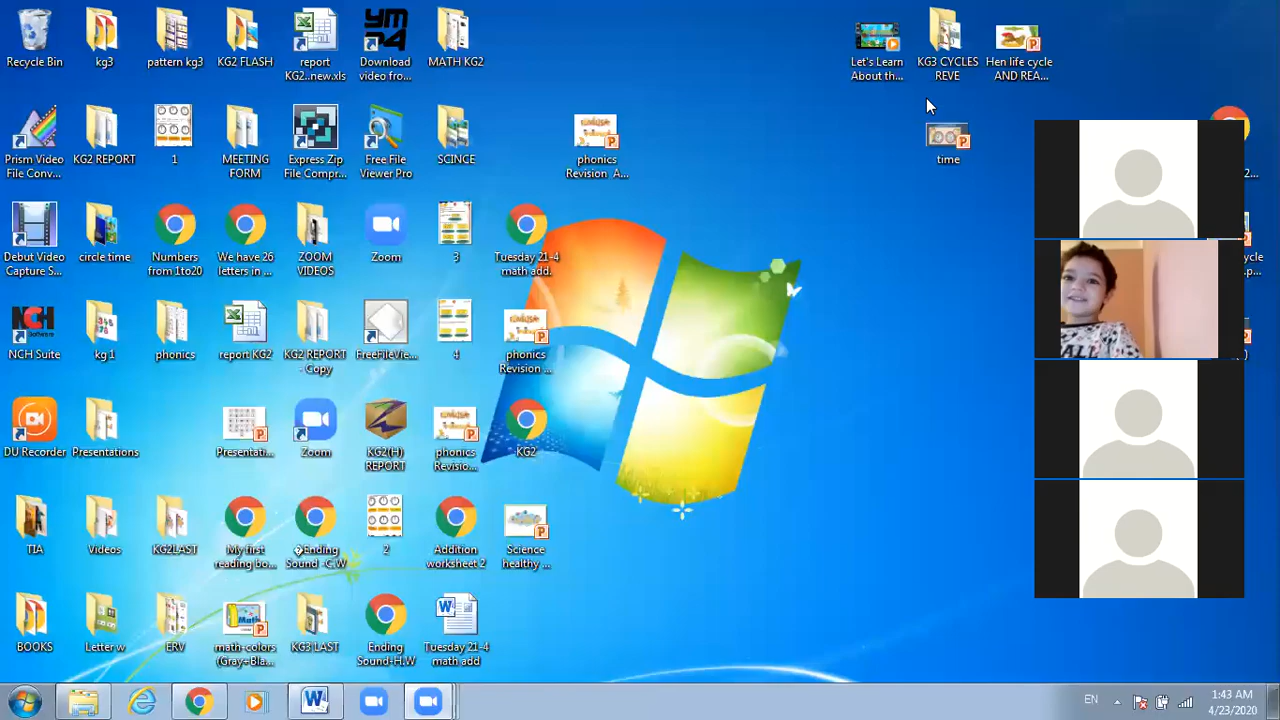 Recycle Bin
kg3
pattern kg3
KG2 FLASH
report
KG2..new.xls
YM
Download
video fro...
MATH KG2
Let's Learn
About th...
KG3 CYCLES
REVE
Hen life cycle
AND REA...
Prism Video
File Conv...
KG2 REPORT
1
MEETING
FORM
Express Zip
File Compr...
Free File
Viewer Pro
SCINCE
phonics
Revision A...
time
Debut Video
Capture S...
circle time
Numbers
from 1to20
We have 26
letters in ...
ZOOM
VIDEOS
Zoom
3
Tuesday 21-4
math add.
NCH
NCH Suite
kg 1
phonics
report KG2
KG2 REPORT
- Copy
FreeFileVie...
4
phonics
Revision ...
DU Recorder
Presentations
Presentati...
Zoom
KG2(H)
REPORT
phonics
Revisio...
KG2
TIA
Videos
KG2LAST
My first
reading bo...
�Ending
Sound -C.W
2
Addition
worksheet 2
Science
healthy ...
BOOKS
Letter w
ERV
Math
math-colors
(Gray+Bla...
KG3 LAST
Ending
Sound-H.W
Tuesday 21-4
math add
EN
1:43 AM
4/23/2020